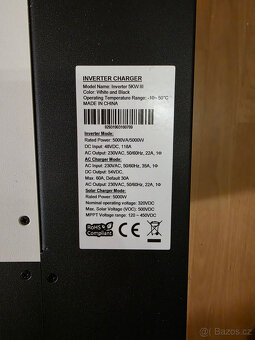 INVERTER CHARGER
Model Name: Inverter 5KW III
Color: White and Black
Operating Temperature Range: -10~50°C
MADE IN CHINA
Inverter Mode:
Rated Power: 5000VA/5000W
DC Input: 48VDC, 118A
AC Output: 230VAC, 50/60Hz, 22A, 1Φ
AC Charger Mode:
AC Input: 230VAC, 50/60Hz, 35A, 1Φ
DC Output: 54VDC,
Max. 60A, Default 30A
AC Output: 230VAC, 50/60Hz, 22A, 1Φ
Solar Charger Mode:
Rated Power: 5000W
Nominal operating voltage: 320VDC
Max. Solar Voltage (VOC): 500VDC
MPPT Voltage range: 120 ~ 450VDC
RoHS
Compliant
CE
sbazos.cz